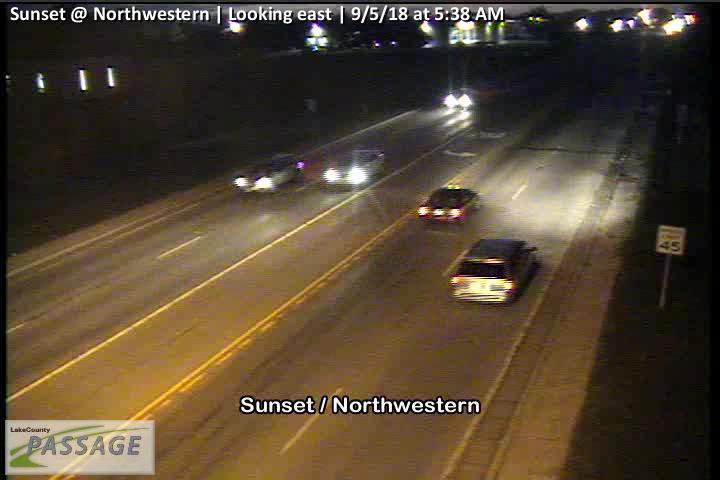 Sunset @ Northwestern | Looking east | 9/5/18 at 5:38 AM
45
Sunset / Northwestern
LakeCounty
PASSAGE